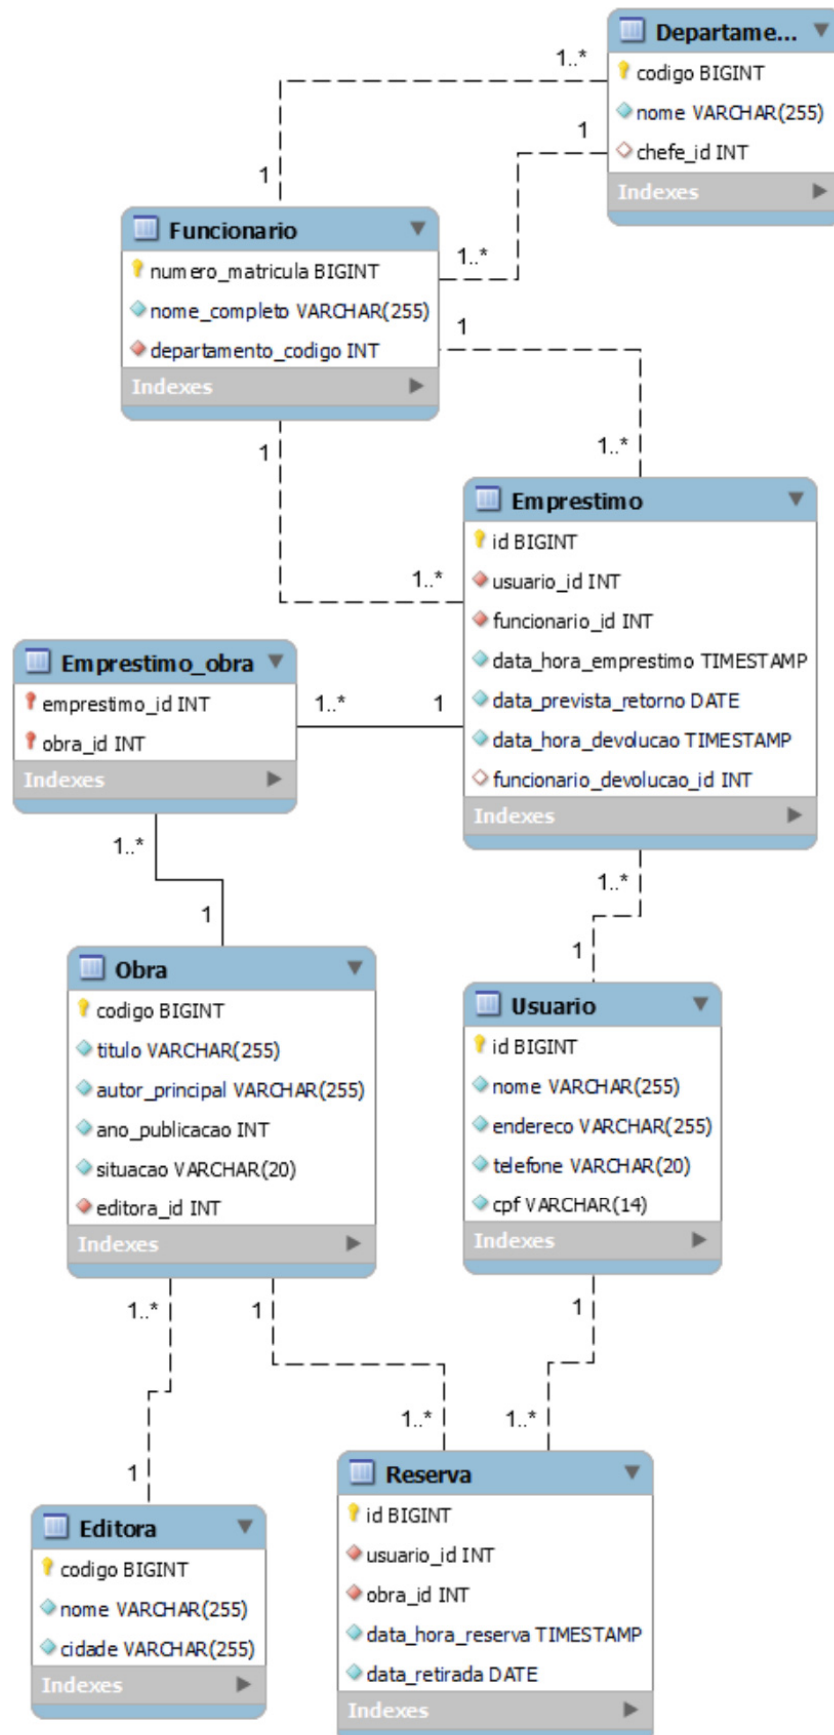 Departame...
codigo BIGINT
nome VARCHAR(255)
chefe_id INT
Indexes
1..*
1
1
1..*
Funcionario
numero_matricula BIGINT
nome_completo VARCHAR(255)
departamento_codigo INT
Indexes
1
1..*
1
1..*
Emprestimo
id BIGINT
usuario_id INT
funcionario_id INT
data_hora_emprestimo TIMESTAMP
data_prevista_retorno DATE
data_hora_devolucao TIMESTAMP
funcionario_devolucao_id INT
Indexes
Emprestimo_obra
emprestimo_id INT
obra_id INT
Indexes
1..*
1
1..*
1
1..*
1
Obra
codigo BIGINT
titulo VARCHAR(255)
autor_principal VARCHAR(255)
ano_publicacao INT
situacao VARCHAR(20)
editora_id INT
Indexes
Usuario
id BIGINT
nome VARCHAR(255)
endereco VARCHAR(255)
telefone VARCHAR(20)
cpf VARCHAR(14)
Indexes
1..*
1
1
1
1..*
1..*
Editora
codigo BIGINT
nome VARCHAR(255)
cidade VARCHAR(255)
Indexes
Reserva
id BIGINT
usuario_id INT
obra_id INT
data_hora_reserva TIMESTAMP
data_retirada DATE
Indexes